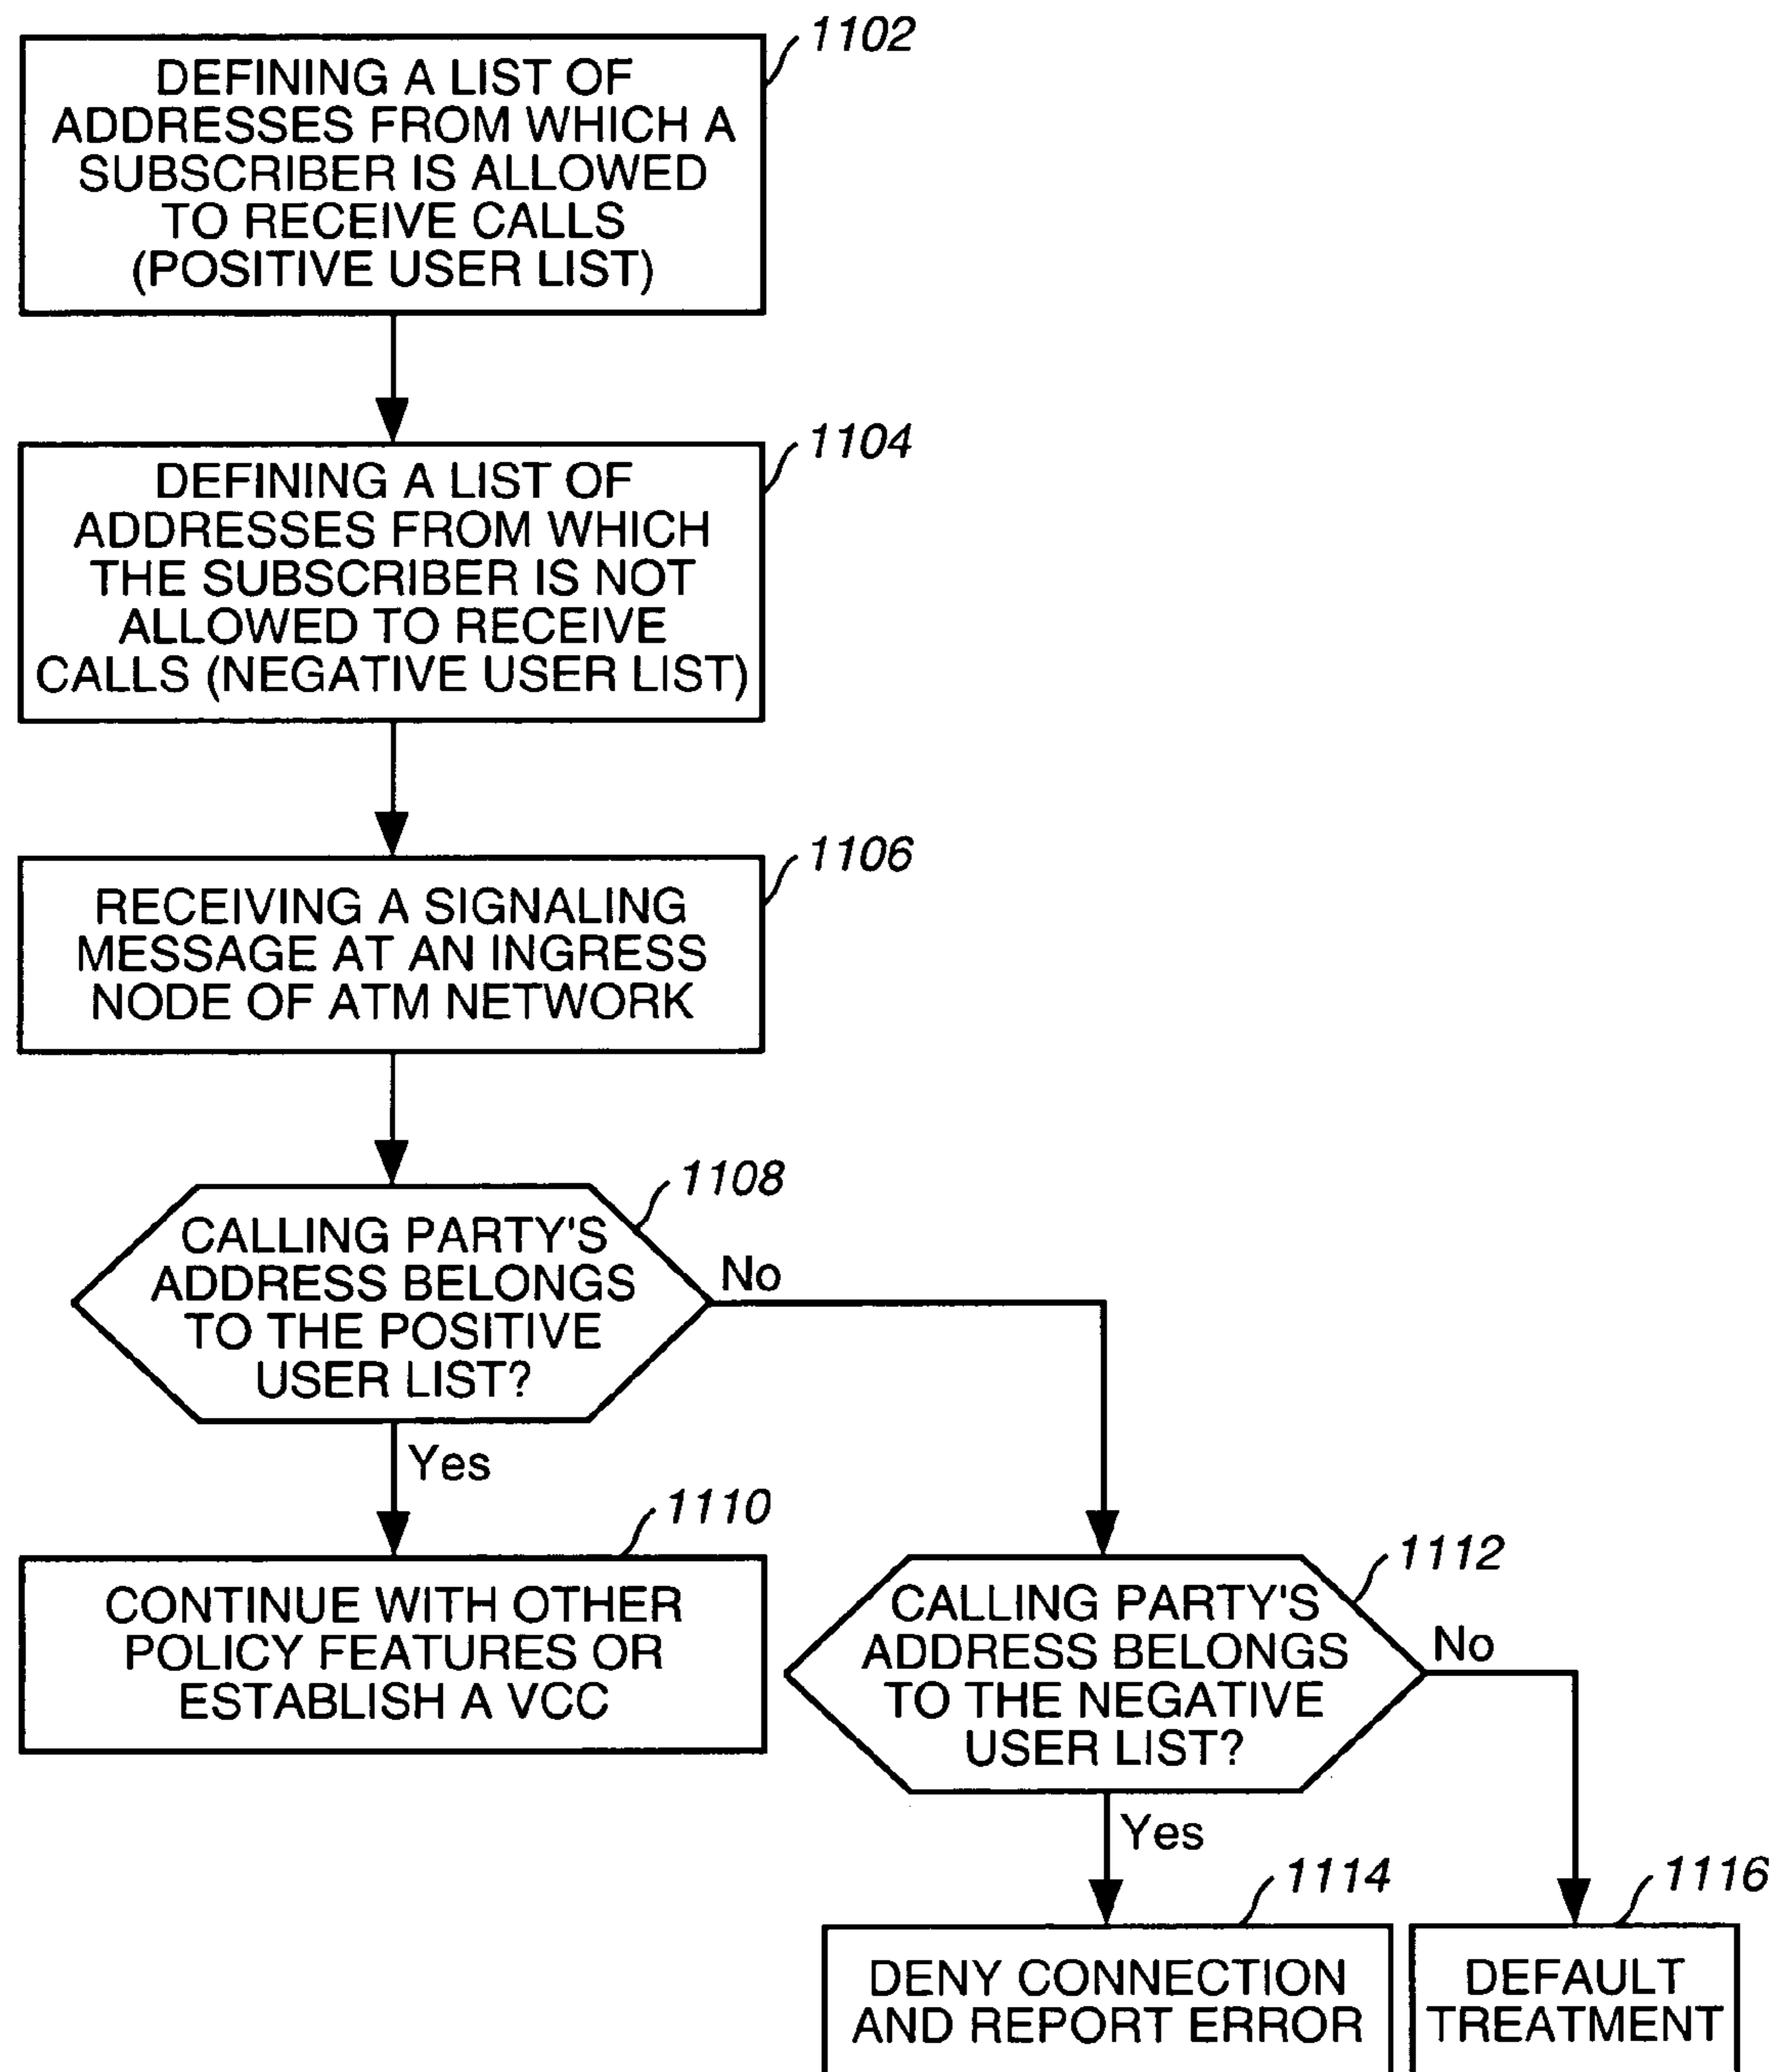 1102
DEFINING A LIST OF
ADDRESSES FROM WHICH A
SUBSCRIBER IS ALLOWED
TO RECEIVE CALLS
(POSITIVE USER LIST)
1104
DEFINING A LIST OF
ADDRESSES FROM WHICH
THE SUBSCRIBER IS NOT
ALLOWED TO RECEIVE
CALLS (NEGATIVE USER LIST)
1106
RECEIVING A SIGNALING
MESSAGE AT AN INGRESS
NODE OF ATM NETWORK
1108
CALLING PARTY'S
ADDRESS BELONGS
TO THE POSITIVE
USER LIST?
No
Yes
1110
CONTINUE WITH OTHER
POLICY FEATURES OR
ESTABLISH A VCC
1112
CALLING PARTY'S
ADDRESS BELONGS
TO THE NEGATIVE
USER LIST?
No
Yes
1114
DENY CONNECTION
AND REPORT ERROR
1116
DEFAULT
TREATMENT